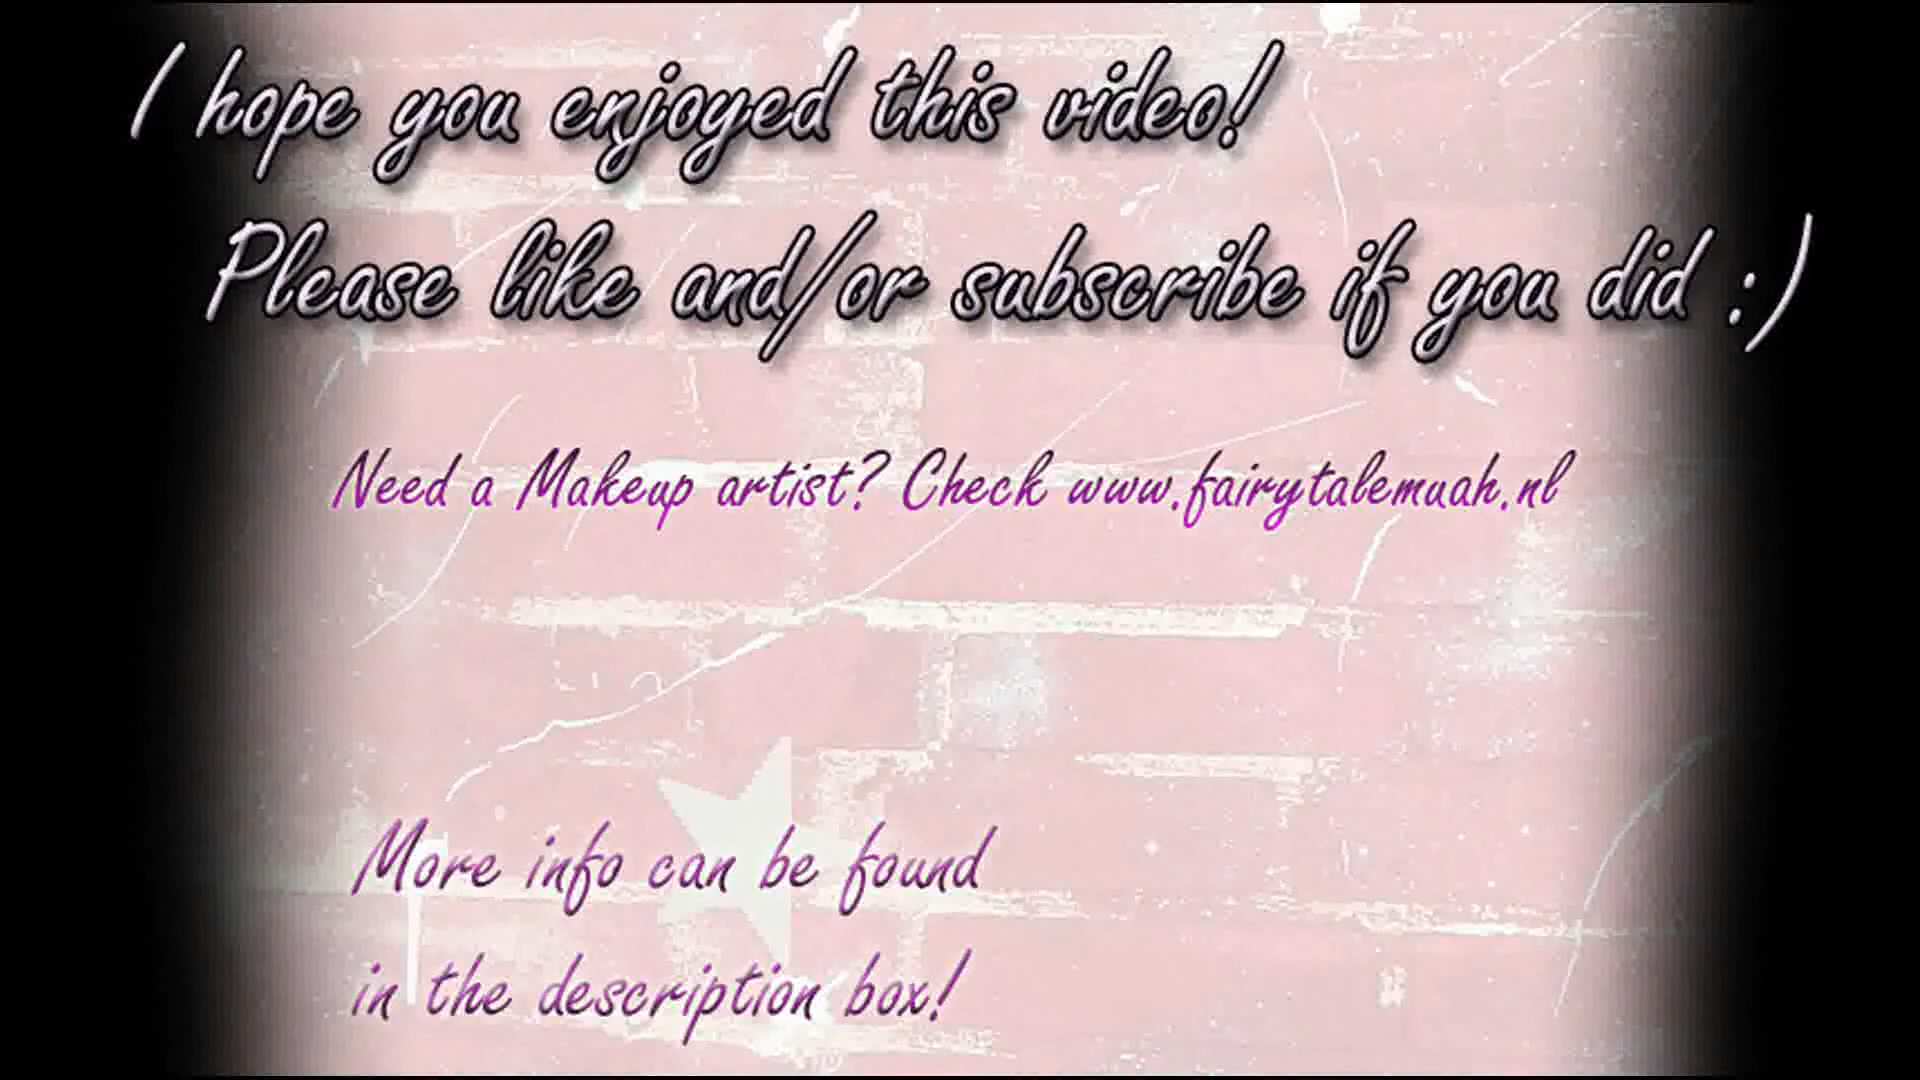 I hope you enjoyed this video!
Please like and/or subscribe if you did :)
Need a Makeup artist? Check www.fairytalemuah.nl
More info can be found
in the description box!